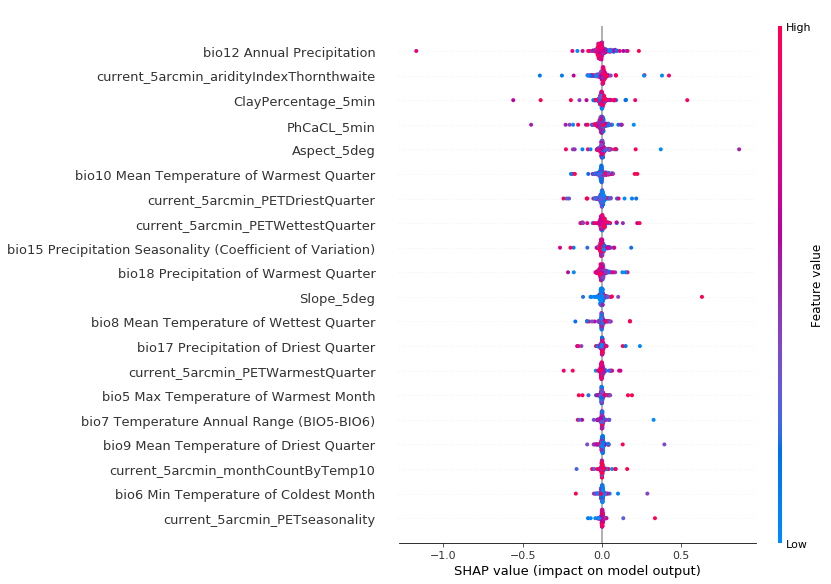 High
bio12 Annual Precipitation
current_5arcmin_aridityIndexThornthwaite
ClayPercentage_5min
PhCaCL_5min
Aspect_5deg
bio10 Mean Temperature of Warmest Quarter
current_5arcmin_PETDriestQuarter
current_5arcmin_PETWettestQuarter
bio15 Precipitation Seasonality (Coefficient of Variation)
bio18 Precipitation of Warmest Quarter
Slope_5deg
bio8 Mean Temperature of Wettest Quarter
bio17 Precipitation of Driest Quarter
current_5arcmin_PETWarmestQuarter
bio5 Max Temperature of Warmest Month
bio7 Temperature Annual Range (BIO5-BIO6)
bio9 Mean Temperature of Driest Quarter
current_5arcmin_monthCountByTemp10
bio6 Min Temperature of Coldest Month
current_5arcmin_PETseasonality
Feature value
Low
−1.0 −0.5 0.0 0.5
SHAP value (impact on model output)